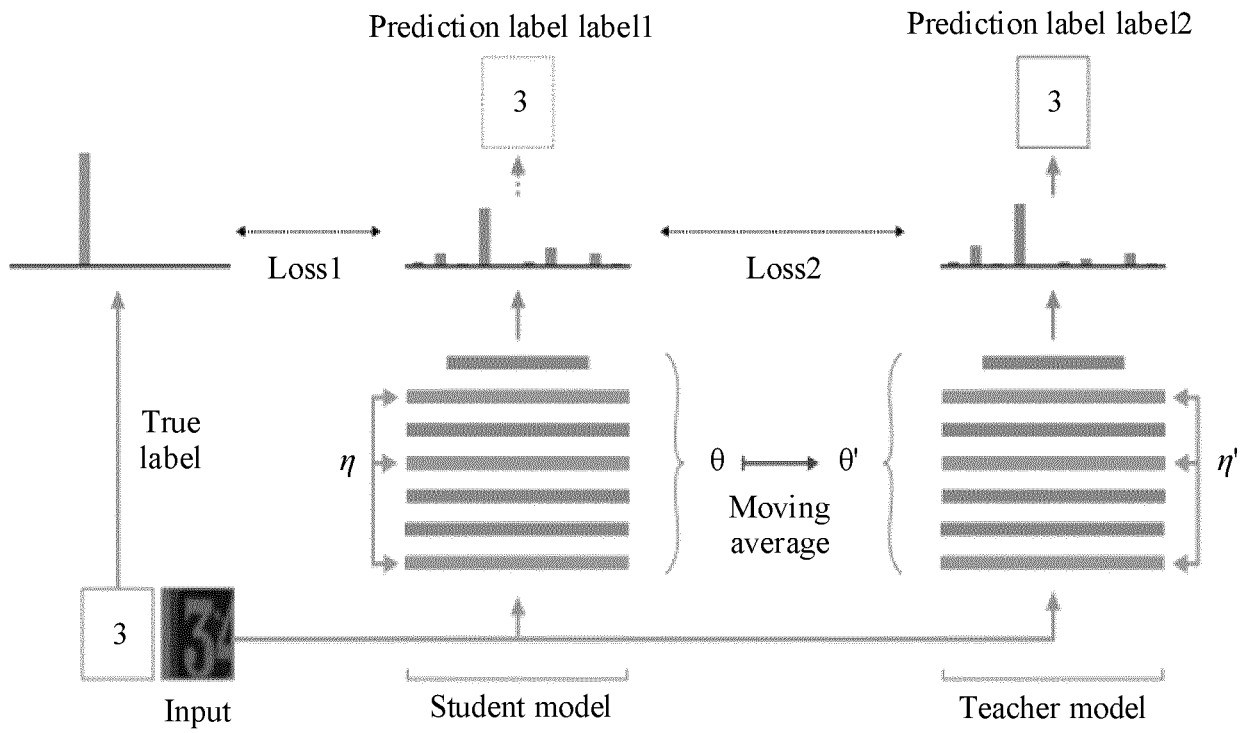 Prediction label label1
Prediction label label2
3
3
Loss1
Loss2
True
label
η
θ
θ'
η'
Moving
average
3
34
Input
Student model
Teacher model